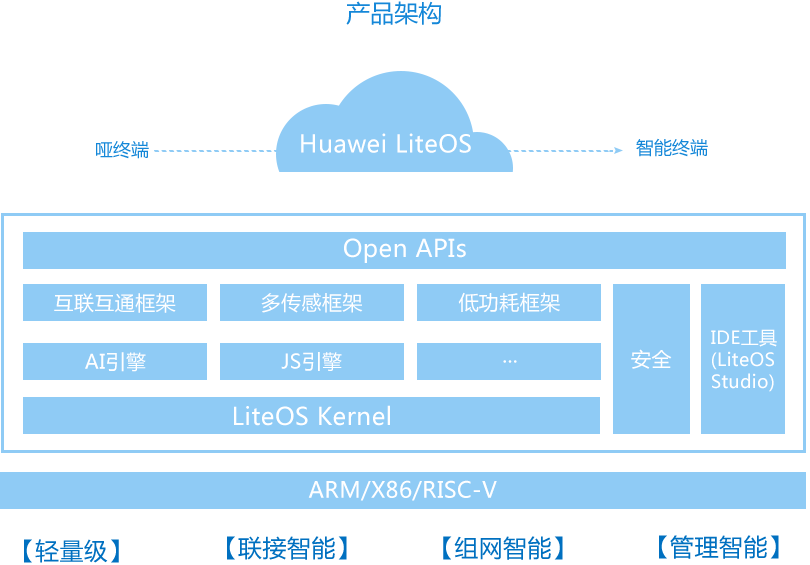 产品架构
Huawei LiteOS
哑终端
智能终端
Open APIs
互联互通框架
多传感框架
低功耗框架
AI引擎
JS引擎
...
安全
IDE工具
(LiteOS
Studio)
LiteOS Kernel
ARM/X86/RISC-V
【轻量级】
【联接智能】
【组网智能】
【管理智能】